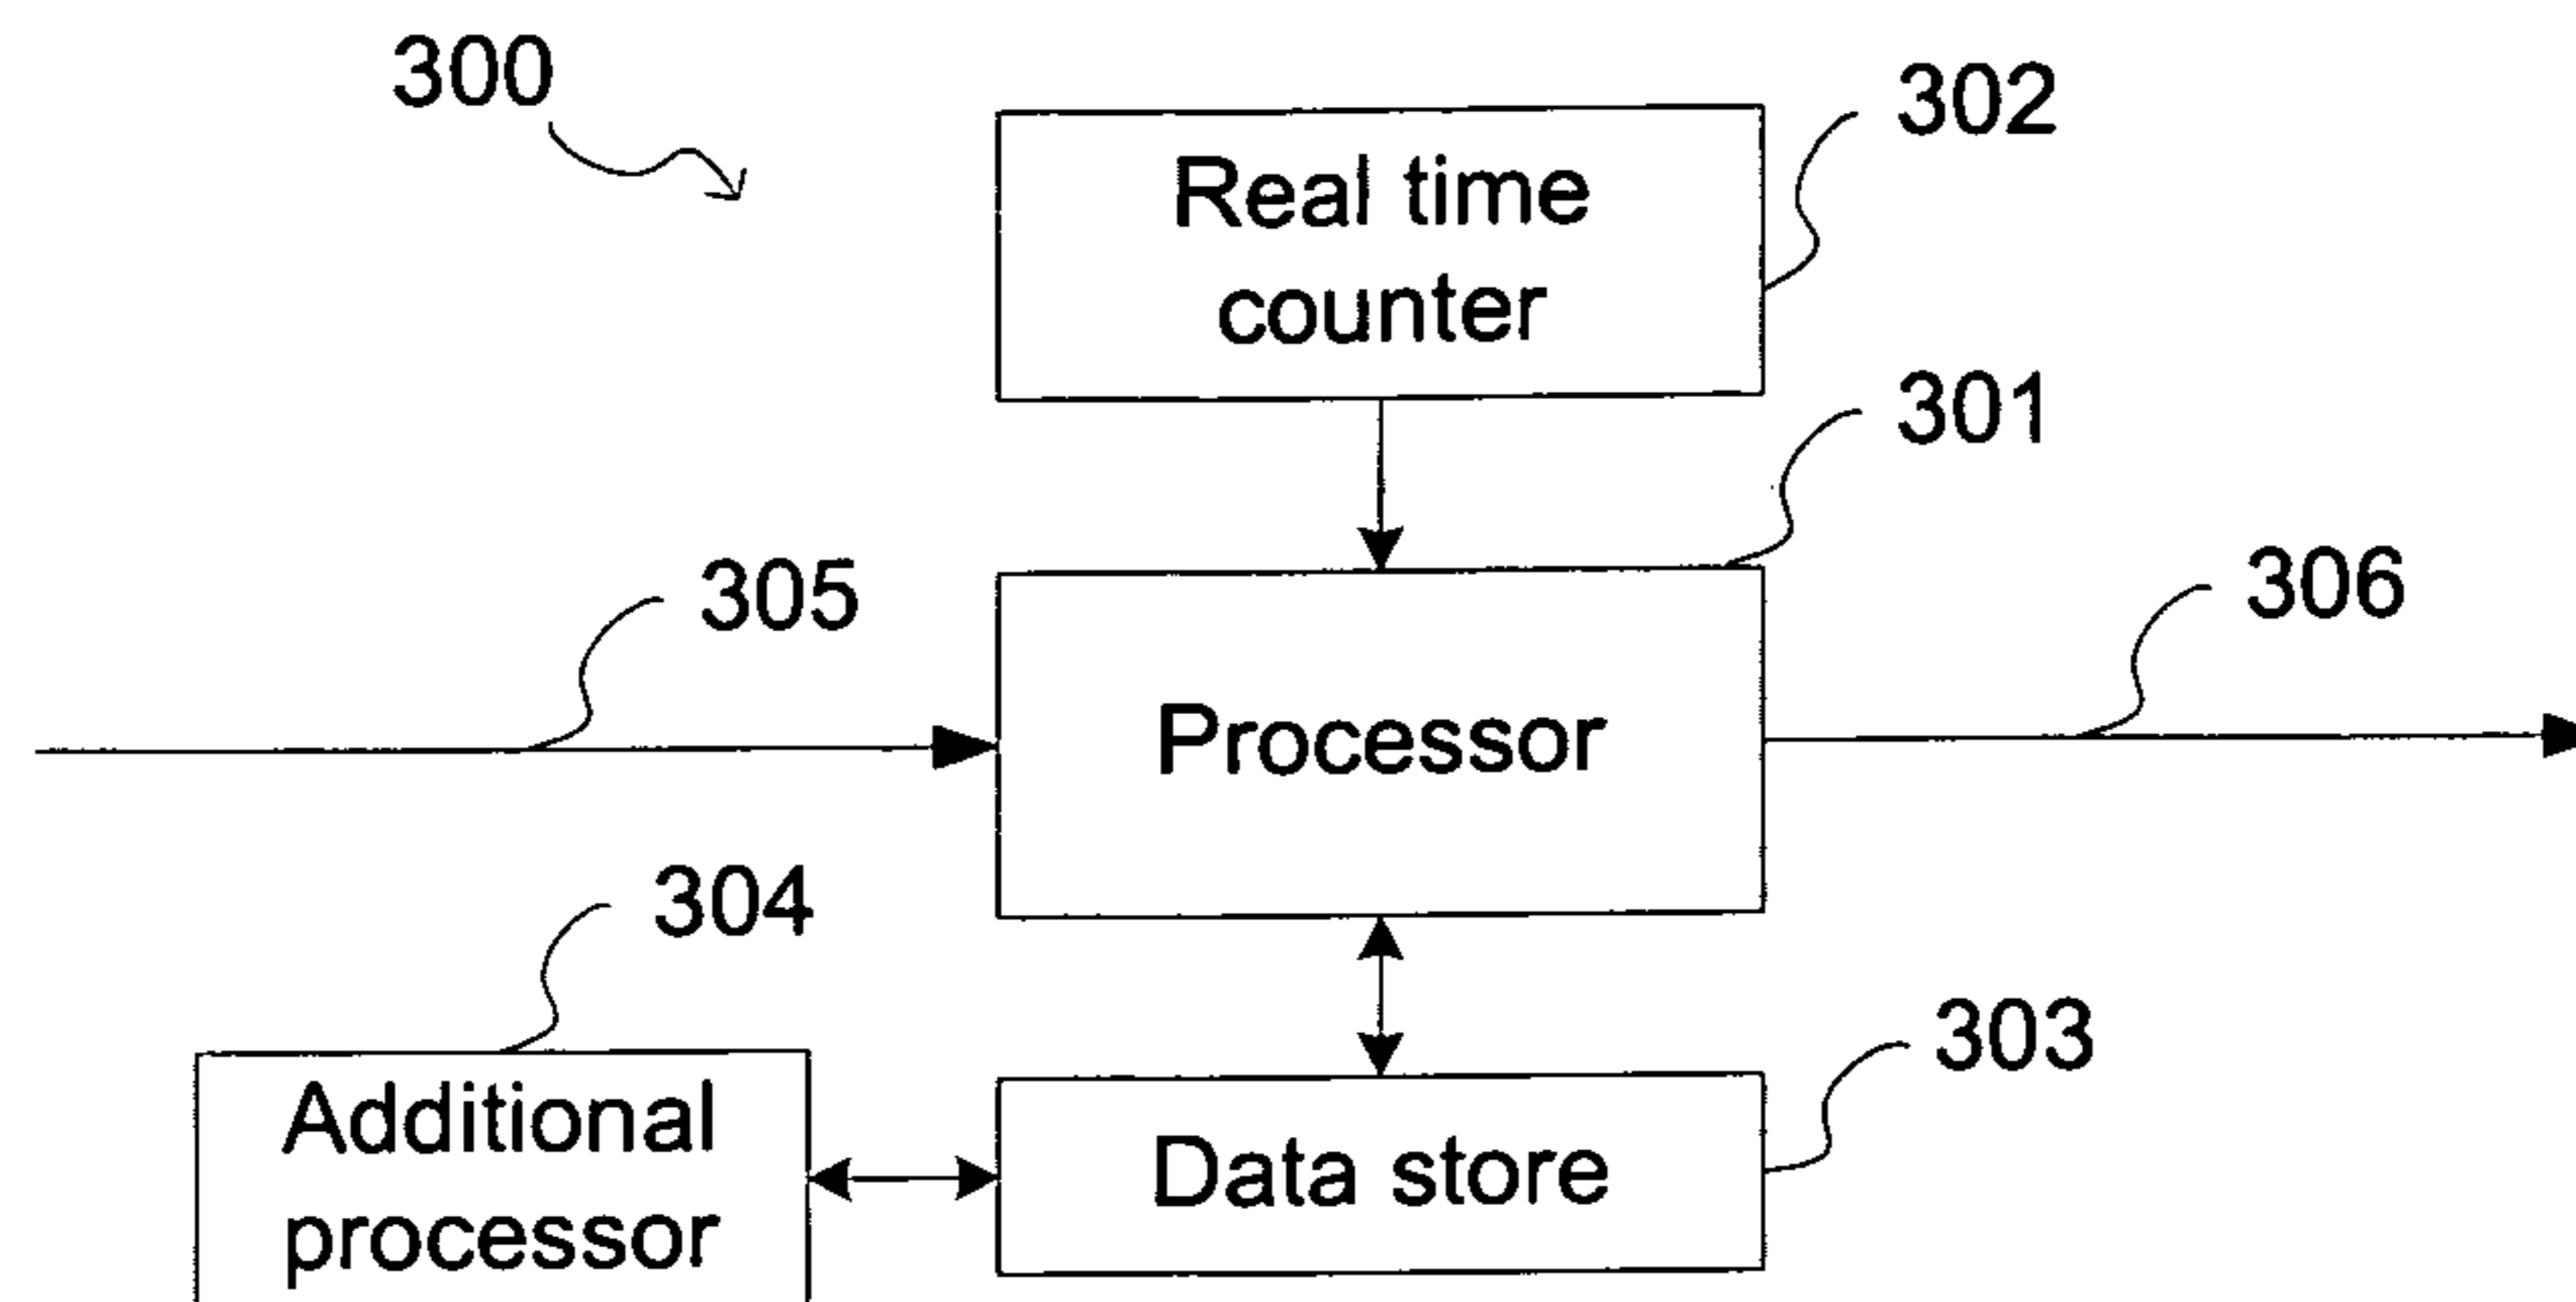 300
302
Real time
counter
301
305
306
Processor
304
303
Additional
processor
Data store